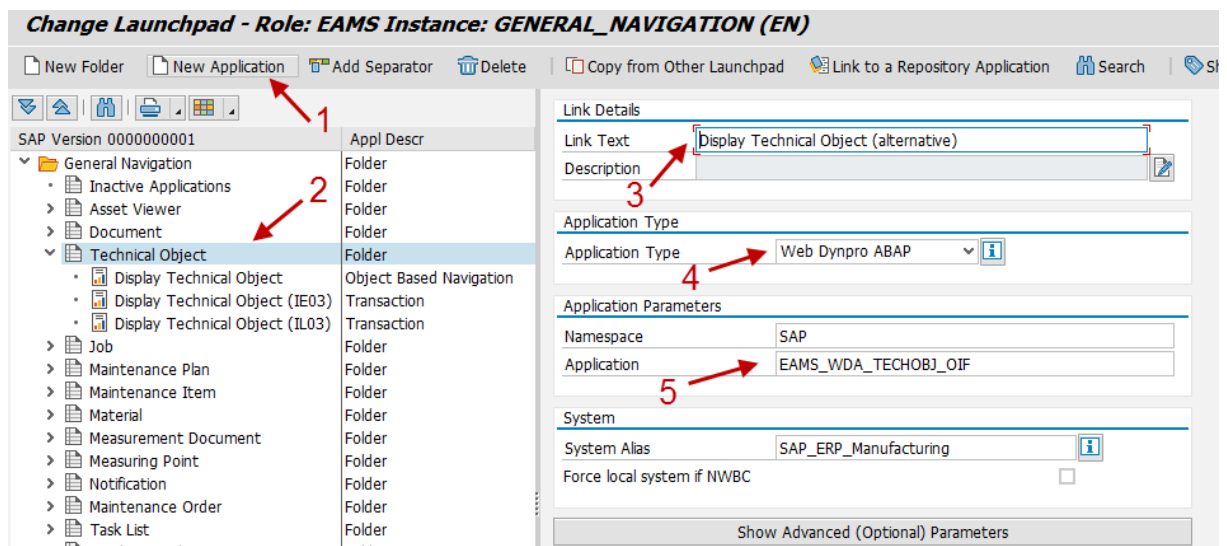 Change Launchpad - Role: EAMS Instance: GENERAL_NAVIGATION (EN)
New Folder New Application Add Separator Delete Copy from Other Launchpad Link to a Repository Application Search Sh
1
SAP Version 0000000001 Appl Descr
General Navigation Folder
Inactive Applications Folder
2
Asset Viewer Folder
Document Folder
Technical Object Folder
Display Technical Object Object Based Navigation
Display Technical Object (IE03) Transaction
Display Technical Object (IL03) Transaction
Job Folder
Maintenance Plan Folder
Maintenance Item Folder
Material Folder
Measurement Document Folder
Measuring Point Folder
Notification Folder
Maintenance Order Folder
Task List Folder
Link Details
Link Text Display Technical Object (alternative)
Description
3
Application Type
Application Type Web Dynpro ABAP
4
Application Parameters
Namespace SAP
Application EAMS_WDA_TECHOBJ_OIF
5
System
System Alias SAP_ERP_Manufacturing
Force local system if NWBC
Show Advanced (Optional) Parameters